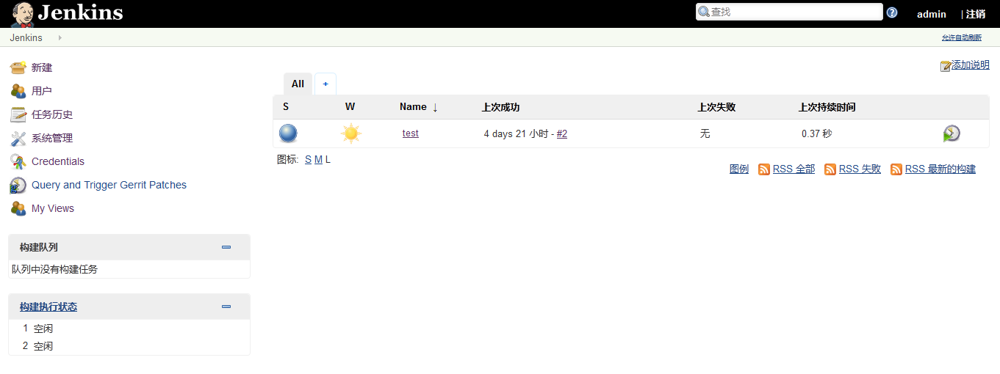 Jenkins
查找
admin | 注销
Jenkins
允许自动刷新
新建
用户
任务历史
系统管理
Credentials
Query and Trigger Gerrit Patches
My Views
构建队列
队列中没有构建任务
构建执行状态
1 空闲
2 空闲
添加说明
All +
S W Name ↓ 上次成功 上次失败 上次持续时间
test 4 days 21 小时 - #2 无 0.37 秒
图标: S M L
图例 RSS 全部 RSS 失败 RSS 最新的构建